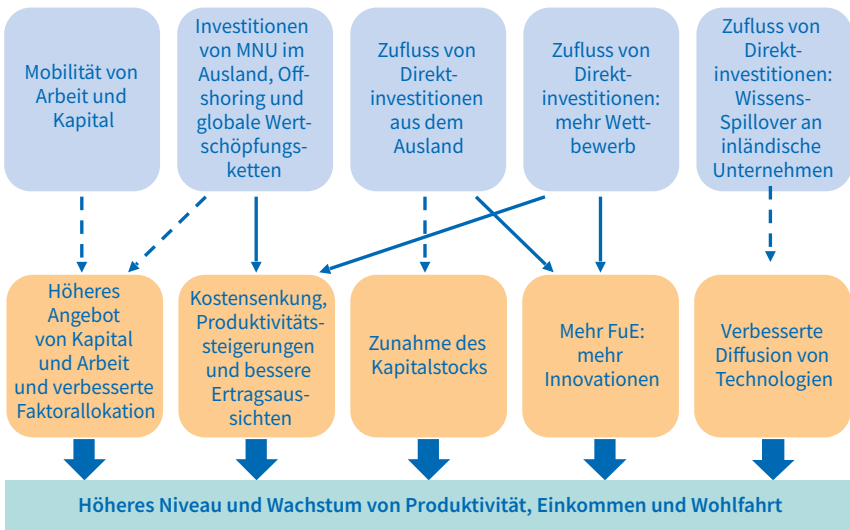 Mobilität von
Arbeit und
Kapital
Investitionen
von MNU im
Ausland, Off-
shoring und
globale Wert-
schöpfungs-
ketten
Zufluss von
Direkt-
investitionen
aus dem
Ausland
Zufluss von
Direkt-
investitionen:
mehr Wett-
bewerb
Zufluss von
Direkt-
investitionen:
Wissens-
Spillover an
inländische
Unternehmen
Höheres
Angebot
von Kapital
und Arbeit
und verbesserte
Faktorallokation
Kostensenkung,
Produktivitäts-
steigerungen
und bessere
Ertragsaus-
sichten
Zunahme des
Kapitalstocks
Mehr FuE:
mehr
Innovationen
Verbesserte
Diffusion von
Technologien
Höheres Niveau und Wachstum von Produktivität, Einkommen und Wohlfahrt